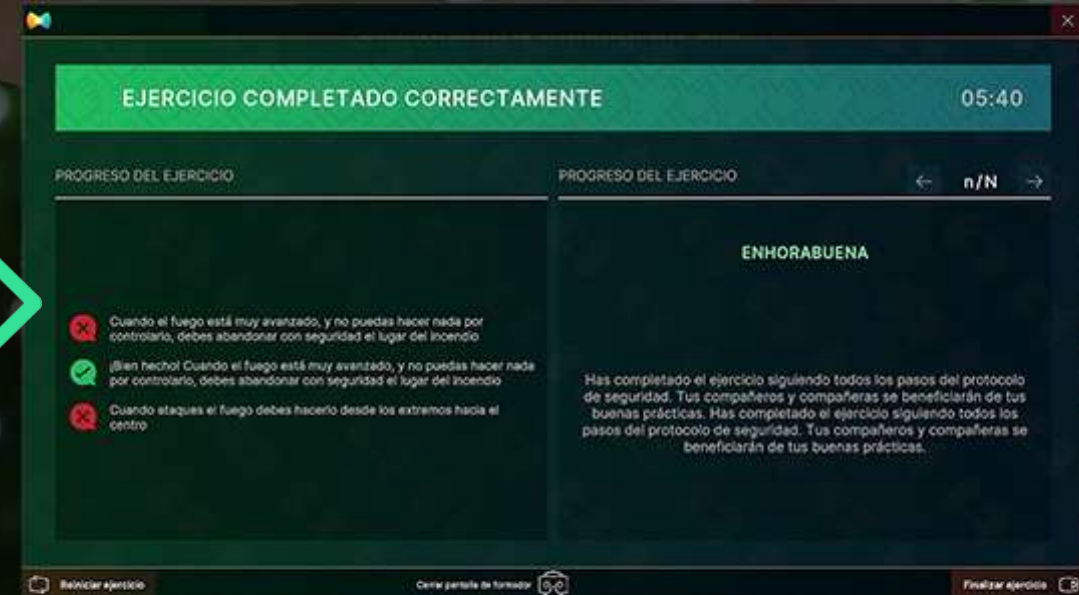 EJERCICIO COMPLETADO CORRECTAMENTE
05:40
PROGRESO DEL EJERCICIO
Cuando el fuego está muy avanzado, y no puedas hacer nada por
controlarlo, debes abandonar con seguridad el lugar del incendio
¡Bien hecho! Cuando el fuego está muy avanzado, y no puedas hacer nada
por controlarlo, debes abandonar con seguridad el lugar del incendio
Cuando ataques el fuego debes hacerlo desde los extremos hacia el
centro
PROGRESO DEL EJERCICIO
← n/N →
ENHORABUENA
Has completado el ejercicio siguiendo todos los pasos del protocolo
de seguridad. Tus compañeros y compañeras se beneficiarán de tus
buenas prácticas. Has completado el ejercicio siguiendo todos los
pasos del protocolo de seguridad. Tus compañeros y compañeras se
beneficiarán de tus buenas prácticas.
Reiniciar ejercicio
Cerrar pantalla de formador
Finalizar ejercicio